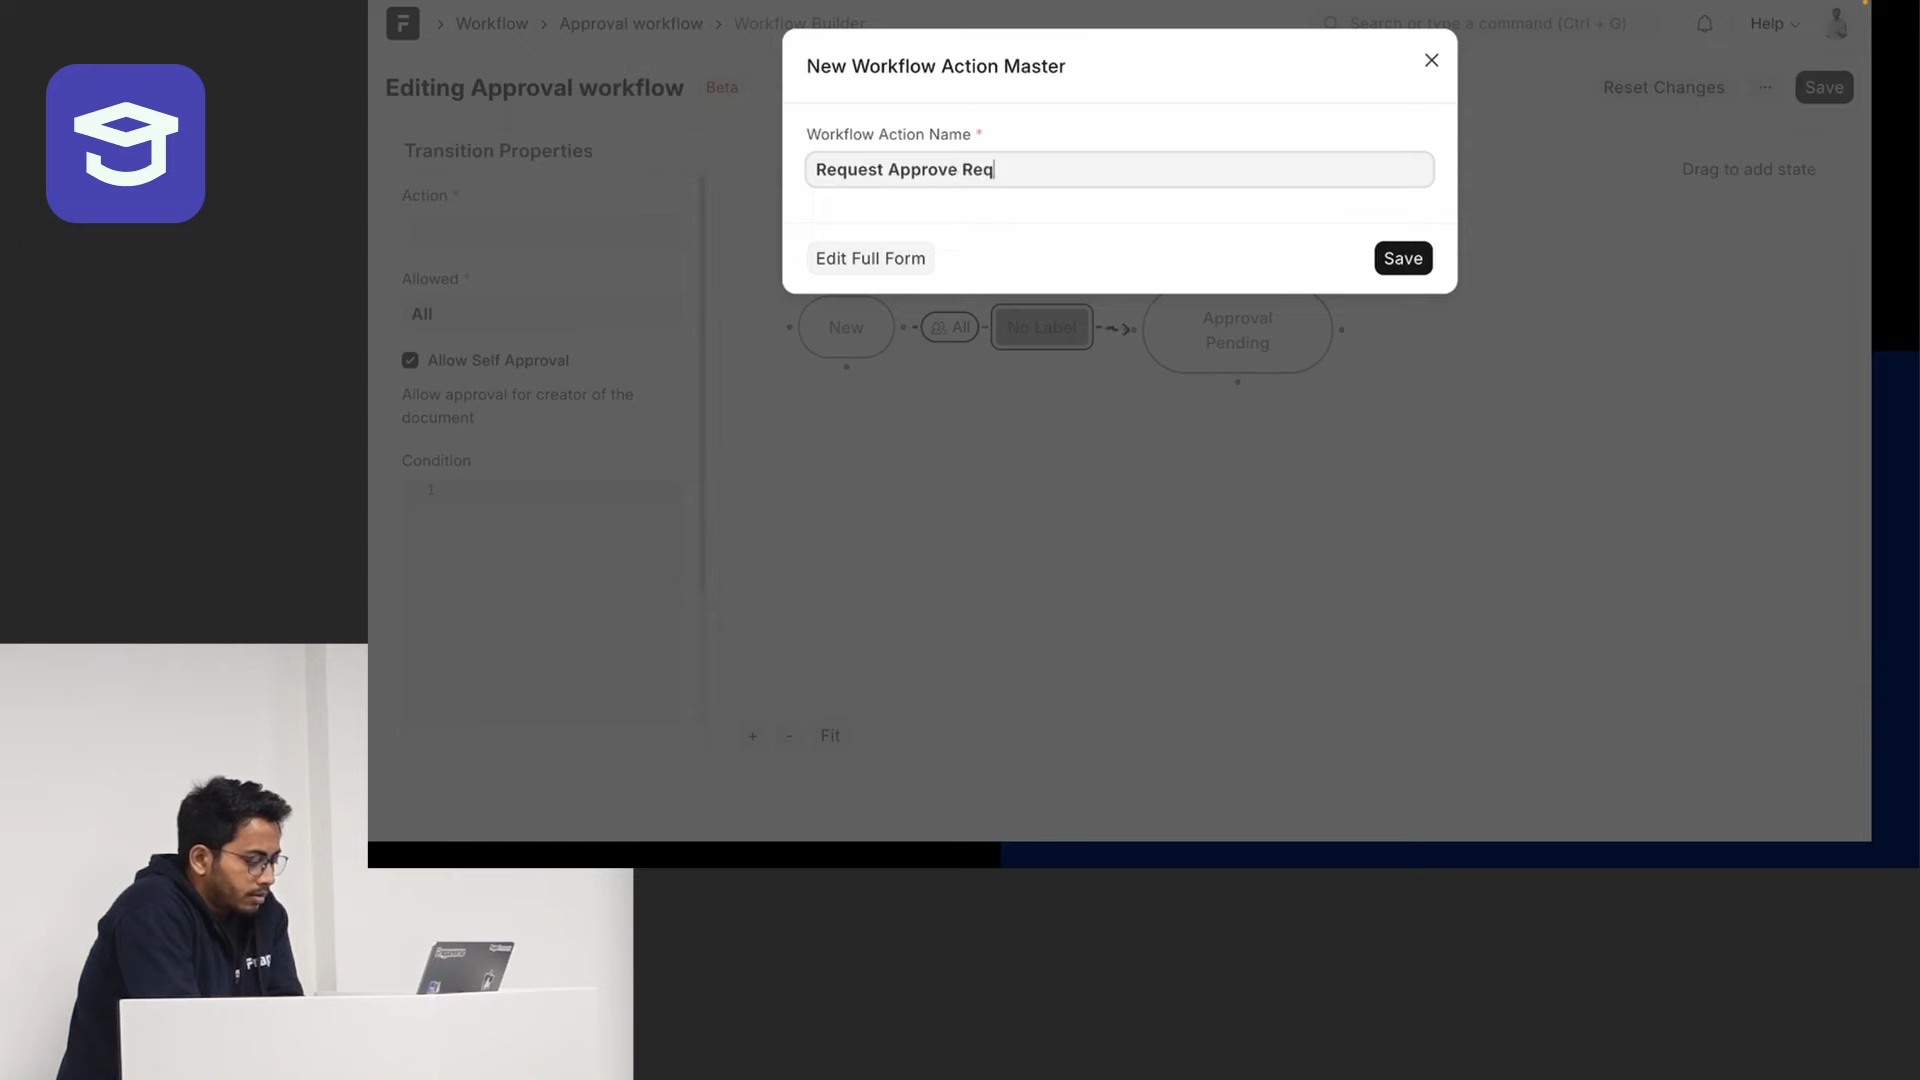 Workflow > Approval workflow > Workflow Builder
Search or type a command (Ctrl + G)
Help
Editing Approval workflow
Beta
Reset Changes
...
Save
New Workflow Action Master
Workflow Action Name *
Request Approve Req
Edit Full Form
Save
Transition Properties
Action *
Allowed *
All
Allow Self Approval
Allow approval for creator of the
document
Condition
1
Drag to add state
New
All
No Label
Approval
Pending
+
-
Fit